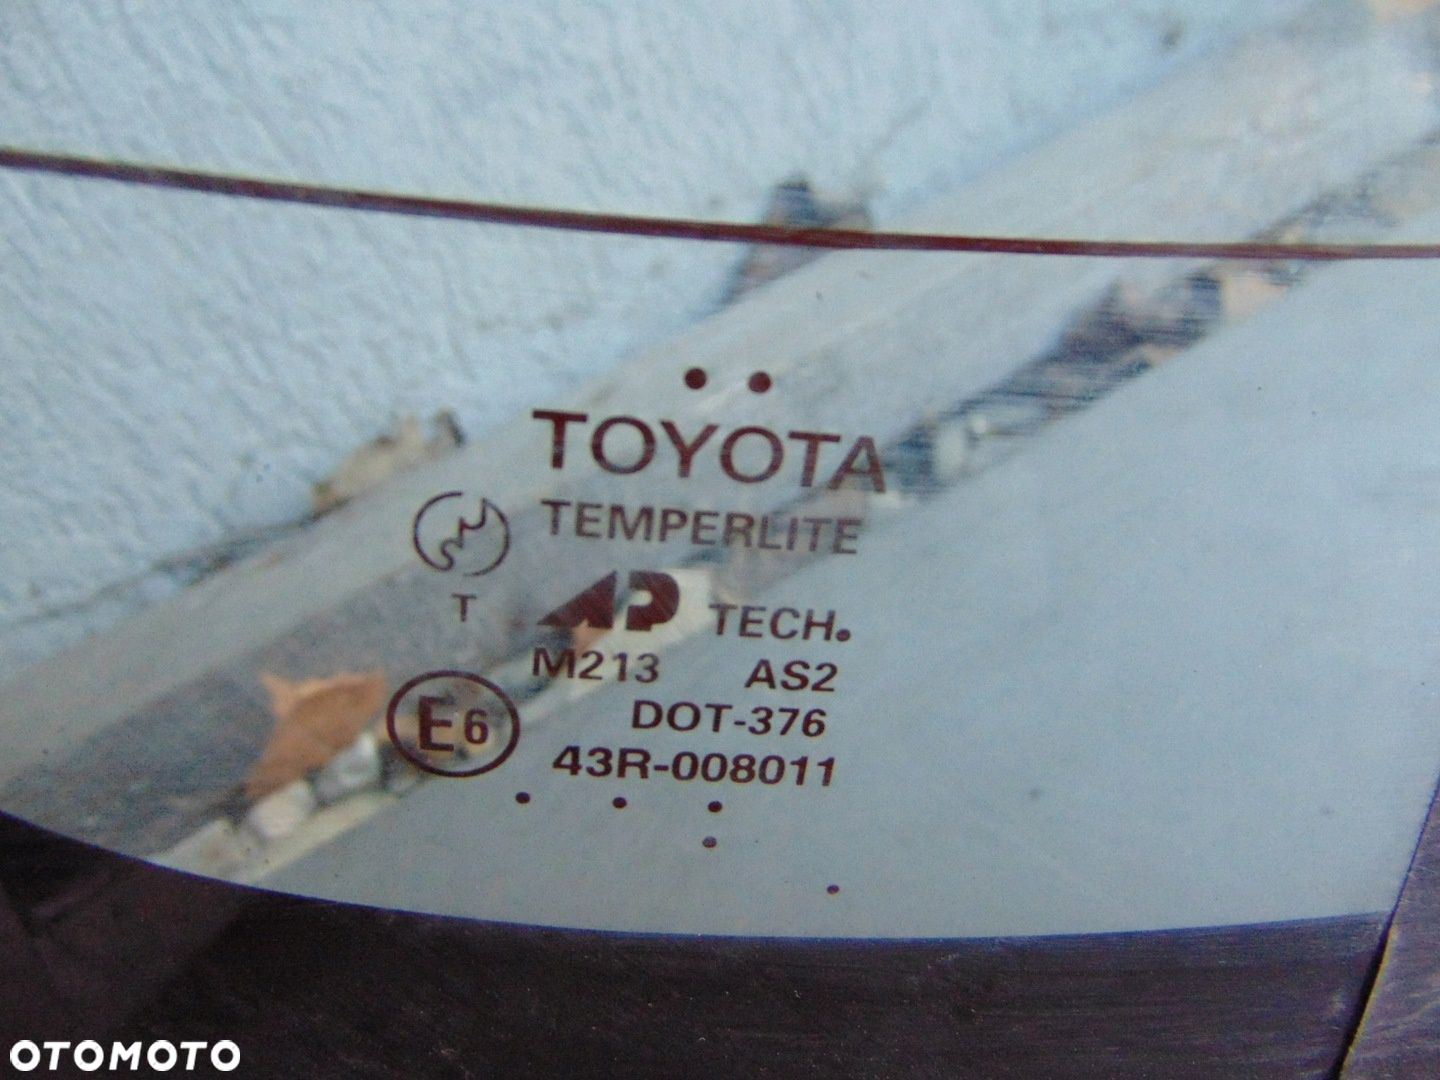 TOYOTA
TEMPERLITE
T AP TECH.
M213 AS2
E6 DOT-376
43R-008011
OTOMOTO